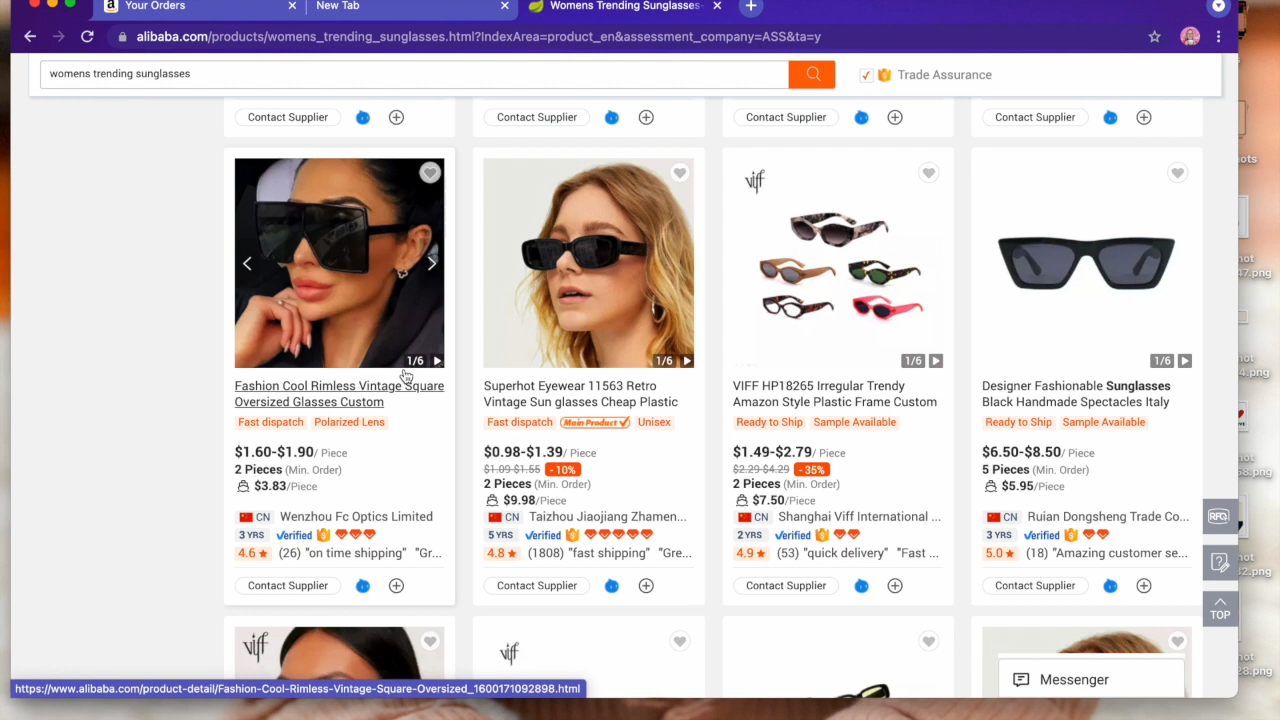 Your Orders
New Tab
Womens Trending Sunglasses-
alibaba.com/products/womens_trending_sunglasses.html?IndexArea=product_en&assessment_company=ASS&ta=y
womens trending sunglasses
Trade Assurance
Contact Supplier
Contact Supplier
Contact Supplier
Contact Supplier
1/6
Fashion Cool Rimless Vintage Square
Oversized Glasses Custom
Fast dispatch Polarized Lens
$1.60-$1.90/ Piece
2 Pieces (Min. Order)
$3.83/Piece
CN Wenzhou Fc Optics Limited
3 YRS Verified
4.6 ★ (26) "on time shipping" "Gr...
Contact Supplier
1/6
Superhot Eyewear 11563 Retro
Vintage Sun glasses Cheap Plastic
Fast dispatch Main Product Unisex
$0.98-$1.39/ Piece
$1.09-$1.55 - 10%
2 Pieces (Min. Order)
$9.98/Piece
CN Taizhou Jiaojiang Zhamen...
5 YRS Verified
4.8 ★ (1808) "fast shipping" "Gre...
Contact Supplier
viff
1/6
VIFF HP18265 Irregular Trendy
Amazon Style Plastic Frame Custom
Ready to Ship Sample Available
$1.49-$2.79/ Piece
$2.29-$4.29 - 35%
2 Pieces (Min. Order)
$7.50/Piece
CN Shanghai Viff International ...
2 YRS Verified
4.9 ★ (53) "quick delivery" "Fast ...
Contact Supplier
1/6
Designer Fashionable Sunglasses
Black Handmade Spectacles Italy
Ready to Ship Sample Available
$6.50-$8.50/ Piece
5 Pieces (Min. Order)
$5.95/Piece
CN Ruian Dongsheng Trade Co...
3 YRS Verified
5.0 ★ (18) "Amazing customer se...
Contact Supplier
RFQ
TOP
viff
viff
Messenger
https://www.alibaba.com/product-detail/Fashion-Cool-Rimless-Vintage-Square-Oversized_1600171092898.html